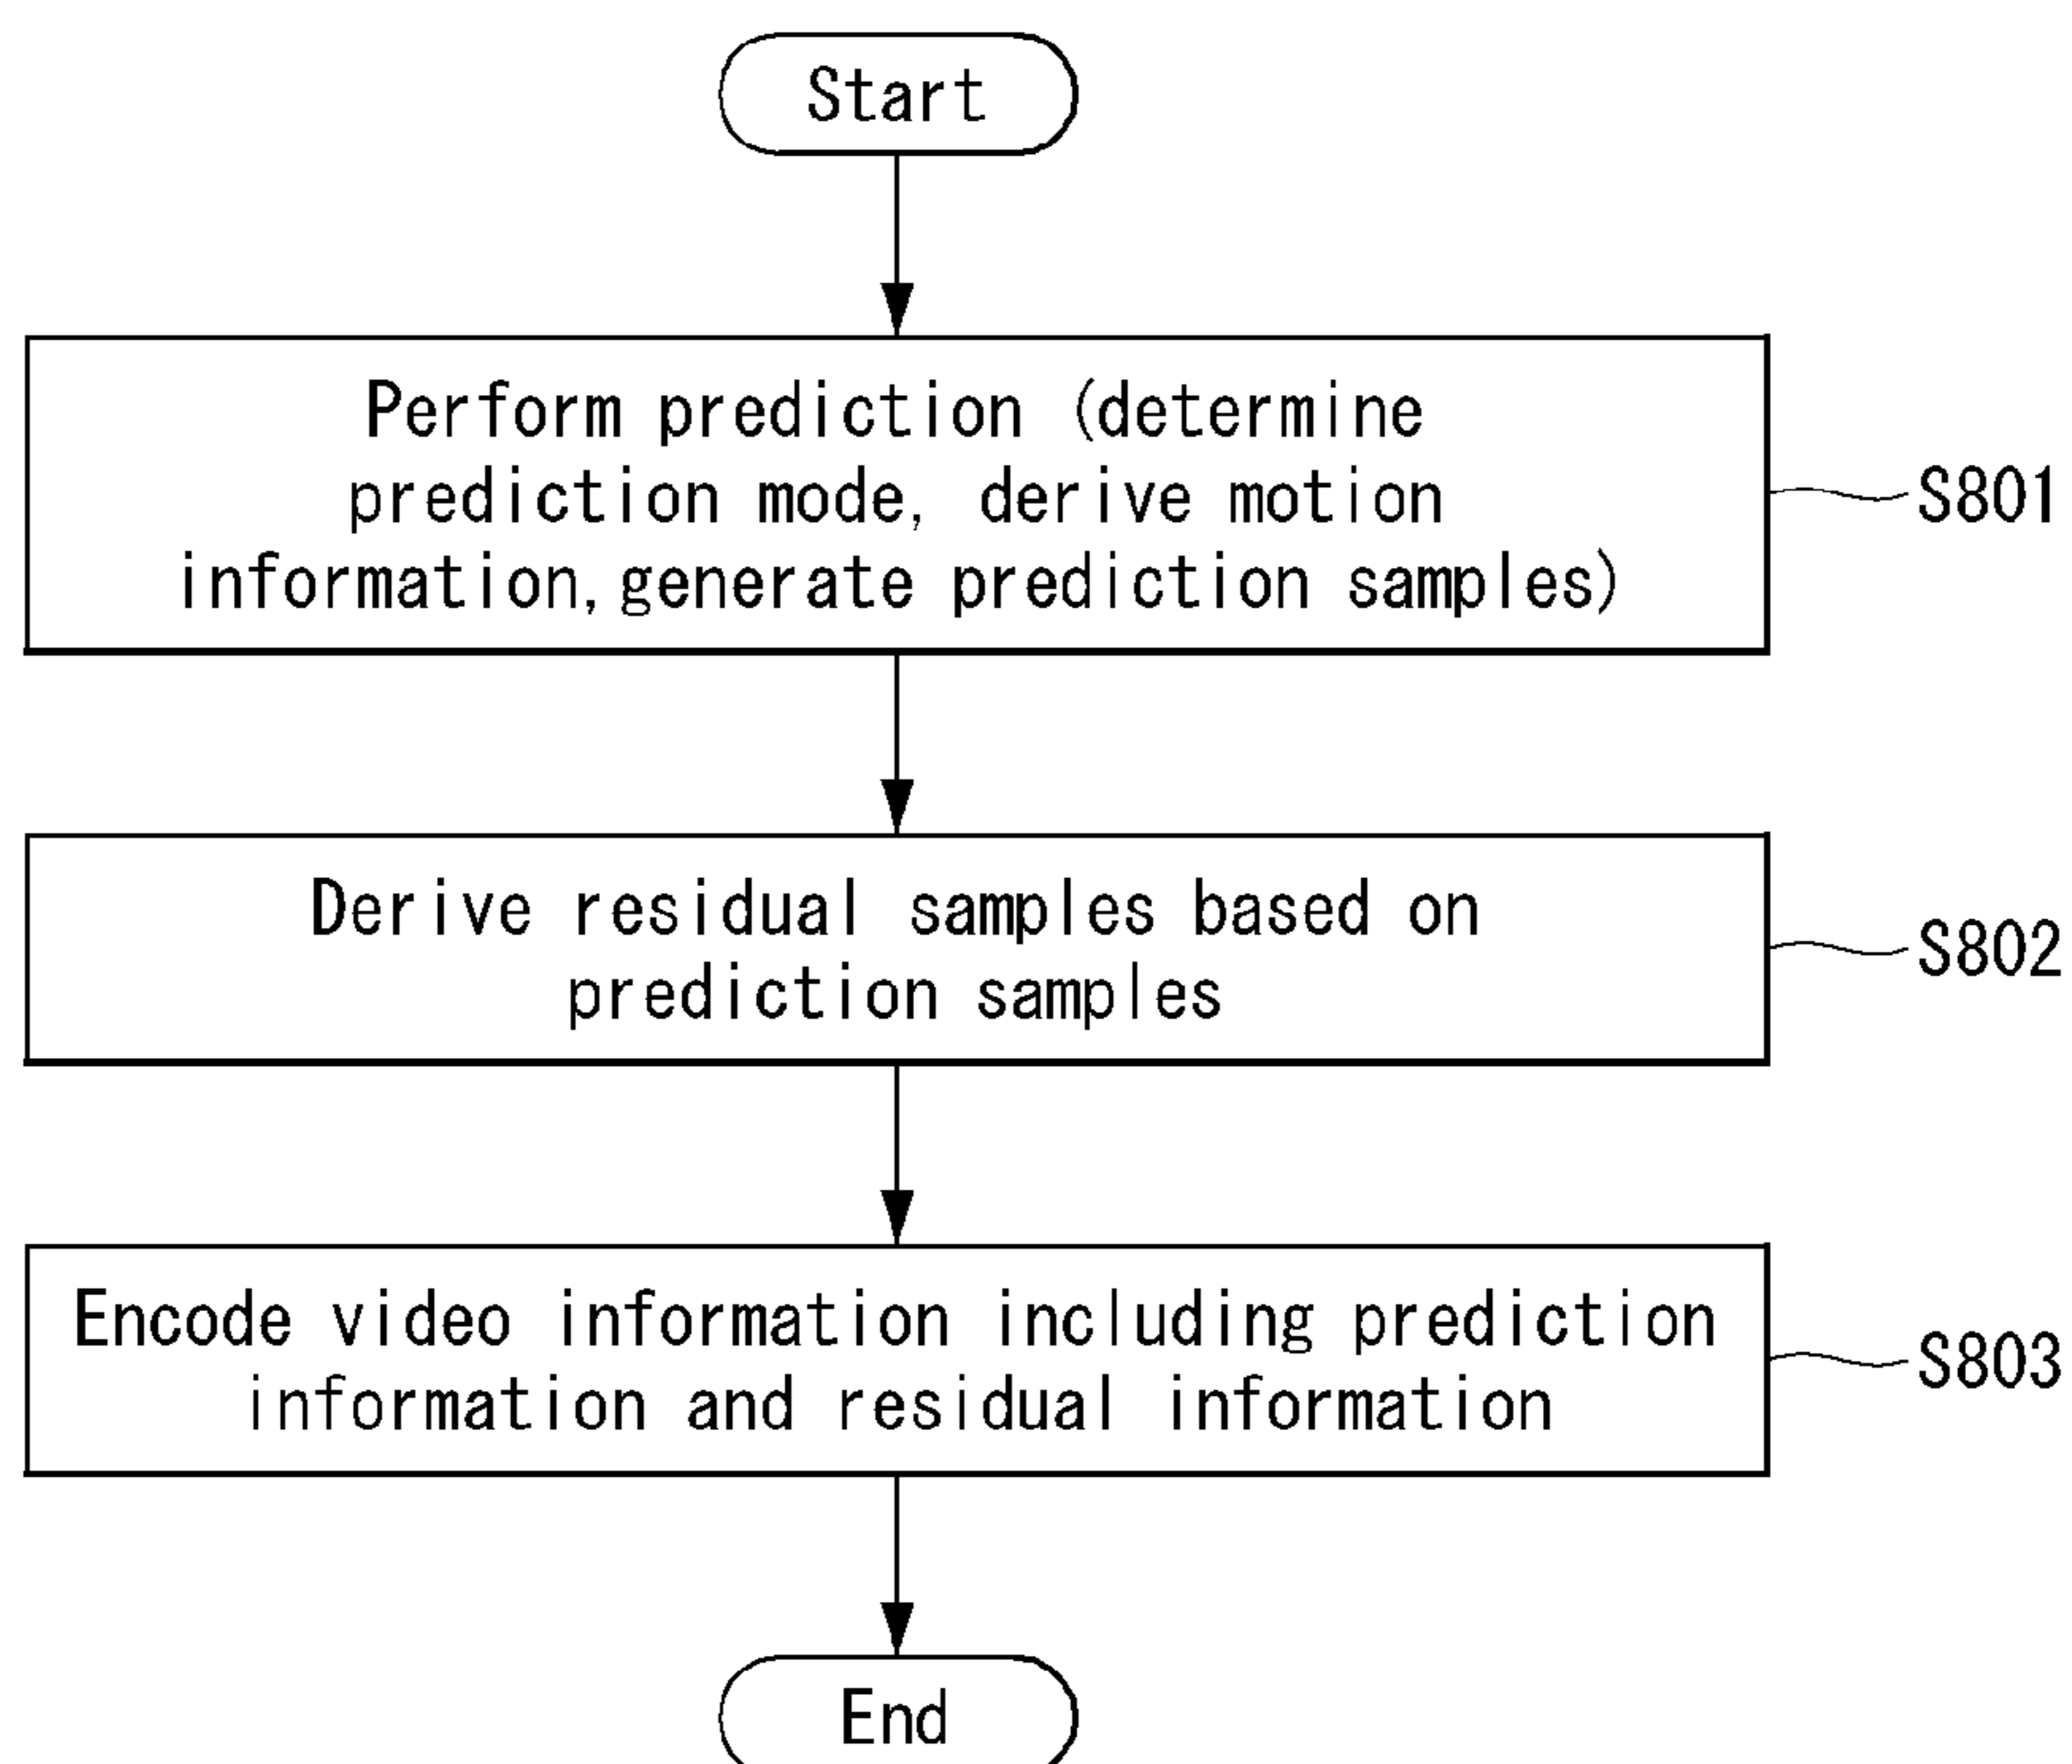 Start
Perform prediction (determine
prediction mode, derive motion
information, generate prediction samples)
S801
Derive residual samples based on
prediction samples
S802
Encode video information including prediction
information and residual information
S803
End